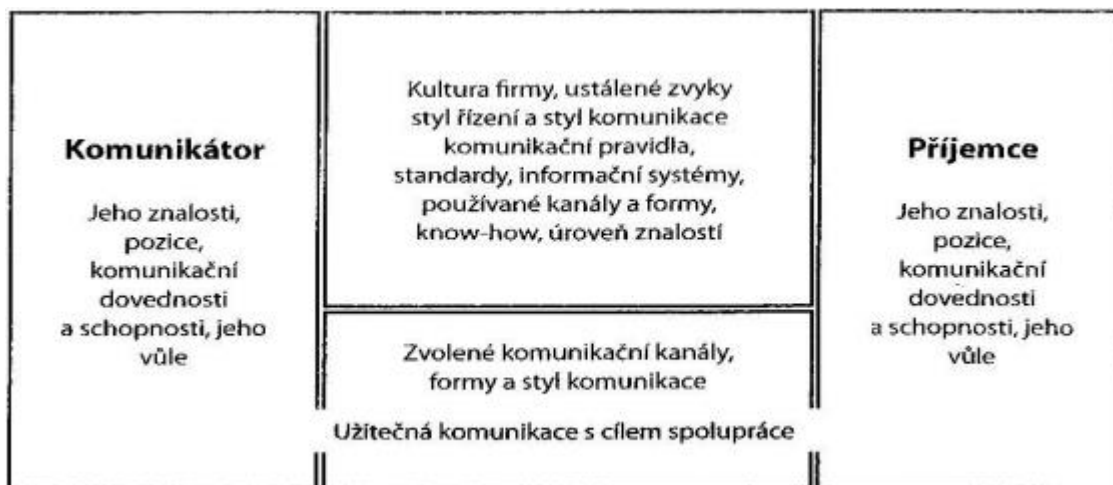 Komunikátor
Jeho znalosti,
pozice,
komunikační
dovednosti
a schopnosti, jeho
vůle
Kultura firmy, ustálené zvyky
styl řízení a styl komunikace
komunikační pravidla,
standardy, informační systémy,
používané kanály a formy,
know-how, úroveň znalostí
Zvolené komunikační kanály,
formy a styl komunikace
Užitečná komunikace s cílem spolupráce
Příjemce
Jeho znalosti,
pozice,
komunikační
dovednosti
a schopnosti, jeho
vůle